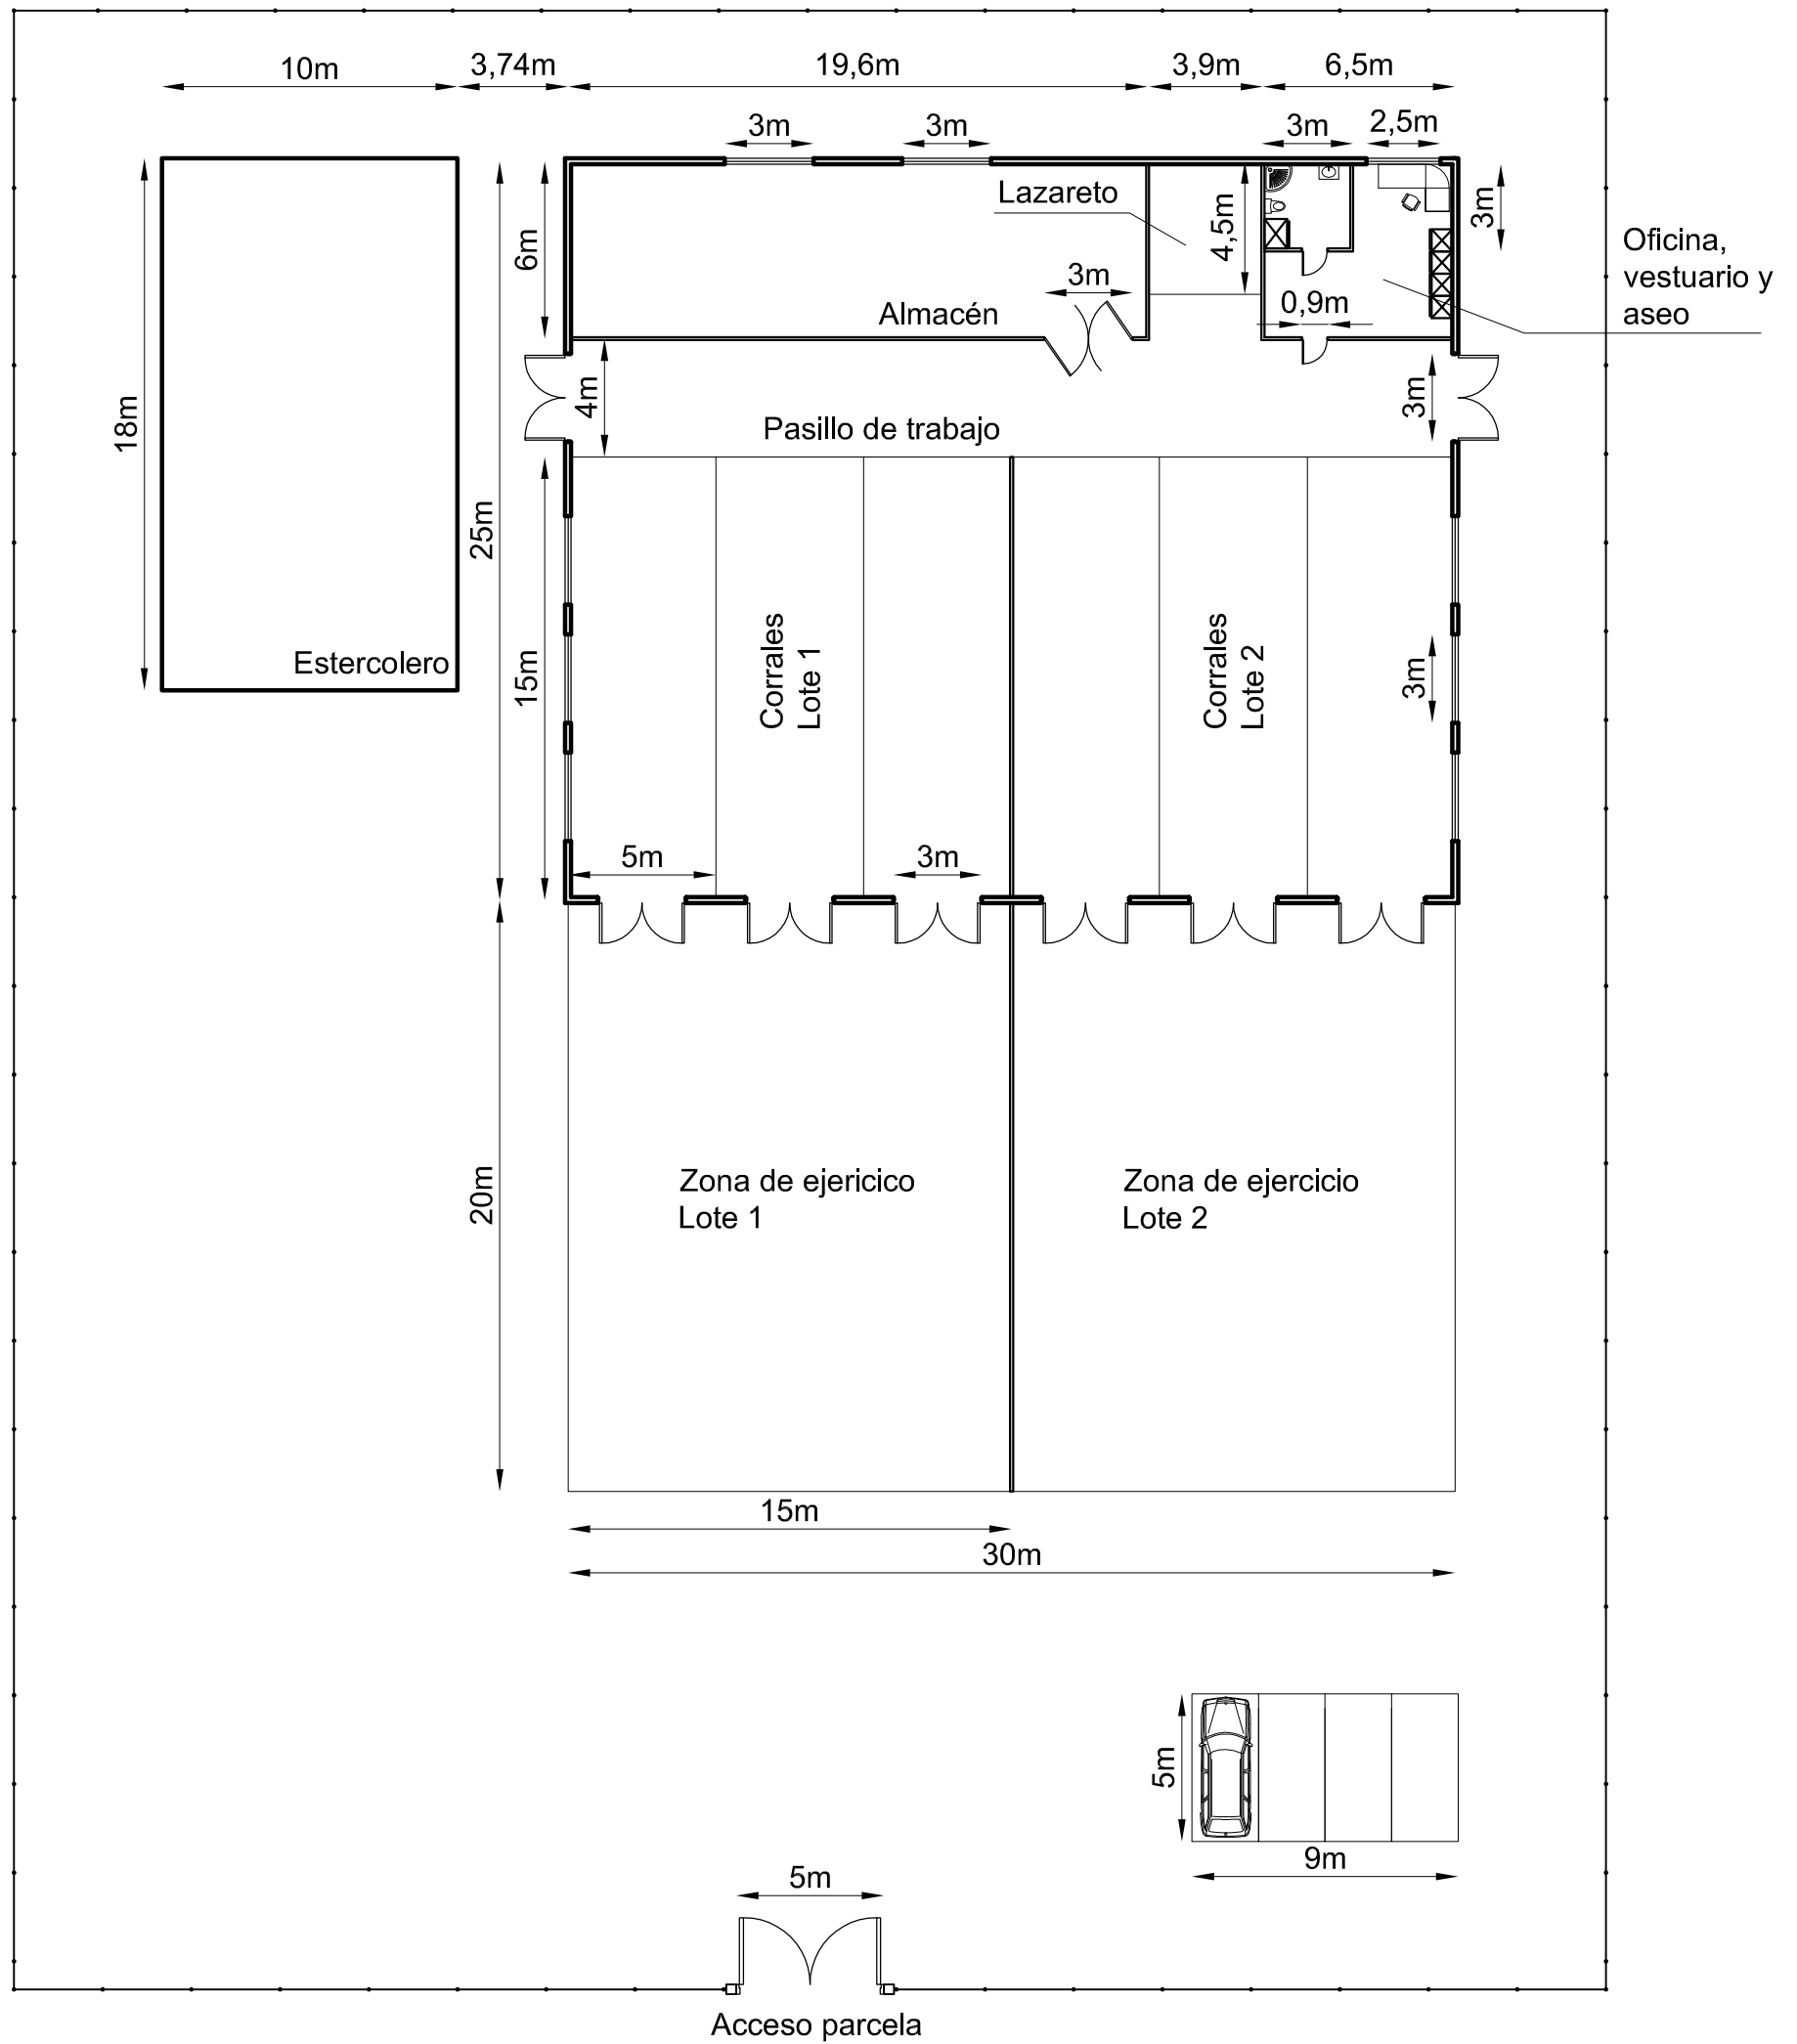 10m
3,74m
19,6m
3,9m
6,5m
3m
3m
3m
2,5m
Lazareto
4,5m
3m
6m
3m
Oficina,
vestuario y
aseo
Almacén
0,9m
18m
4m
3m
Pasillo de trabajo
25m
Estercolero
15m
Corrales
Lote 1
Corrales
Lote 2
3m
5m
3m
20m
Zona de ejericico
Lote 1
Zona de ejercicio
Lote 2
15m
30m
5m
9m
5m
Acceso parcela